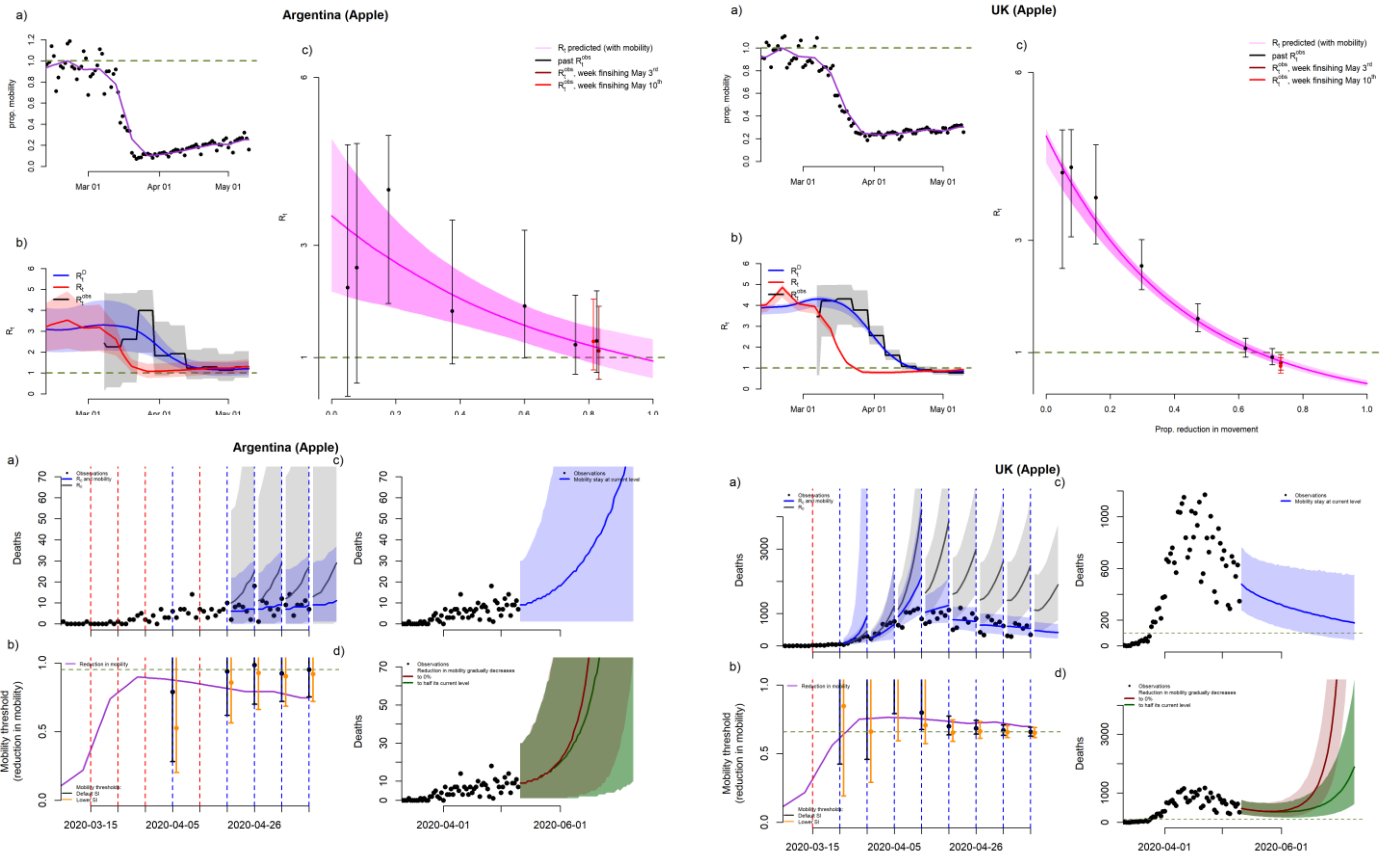 Argentina (Apple)
a)
prop. mobility
1.2
1.0
0.8
0.6
0.4
0.2
0.0
Mar 01
Apr 01
May 01
b)
Rt
6
5
4
3
2
1
0
RtD
Rt
Rtobs
Mar 01
Apr 01
May 01
c)
Rt predicted (with mobility)
past Rtobs
Rtobs, week finsihing May 3rd
Rtobs, week finsihing May 10th
Rt
6
3
1
0.0
0.2
0.4
0.6
0.8
1.0
UK (Apple)
a)
prop. mobility
1.0
0.8
0.6
0.4
0.2
0.0
Mar 01
Apr 01
May 01
b)
Rt
6
5
4
3
2
1
0
RtD
Rt
Rtobs
Mar 01
Apr 01
May 01
c)
Rt predicted (with mobility)
past Rtobs
Rtobs, week finsihing May 3rd
Rtobs, week finsihing May 10th
Rt
6
3
1
0.0
0.2
0.4
0.6
0.8
1.0
Prop. reduction in movement
Argentina (Apple)
a)
Deaths
70
60
50
40
30
20
10
0
Observations
R0 and mobility
R0
b)
Mobility threshold
(reduction in mobility)
1.0
0.5
0.0
Reduction in mobility
Mobility thresholds:
Default SI
Lower SI
2020-03-15
2020-04-05
2020-04-26
c)
Deaths
70
60
50
40
30
20
10
0
Observations
Mobility stay at current level
d)
Deaths
70
60
50
40
30
20
10
0
Observations
Reduction in mobility gradually decreases
to 0%
to half its current level
2020-04-01
2020-06-01
UK (Apple)
a)
Deaths
3000
1000
0
Observations
R0 and mobility
R0
b)
Mobility threshold
(reduction in mobility)
1.0
0.5
0.0
Reduction in mobility
Mobility thresholds:
Default SI
Lower SI
2020-03-15
2020-04-05
2020-04-26
c)
Deaths
1000
600
200
0
Observations
Mobility stay at current level
d)
Deaths
4000
2000
1000
0
Observations
Reduction in mobility gradually decreases
to 0%
to half its current level
2020-04-01
2020-06-01